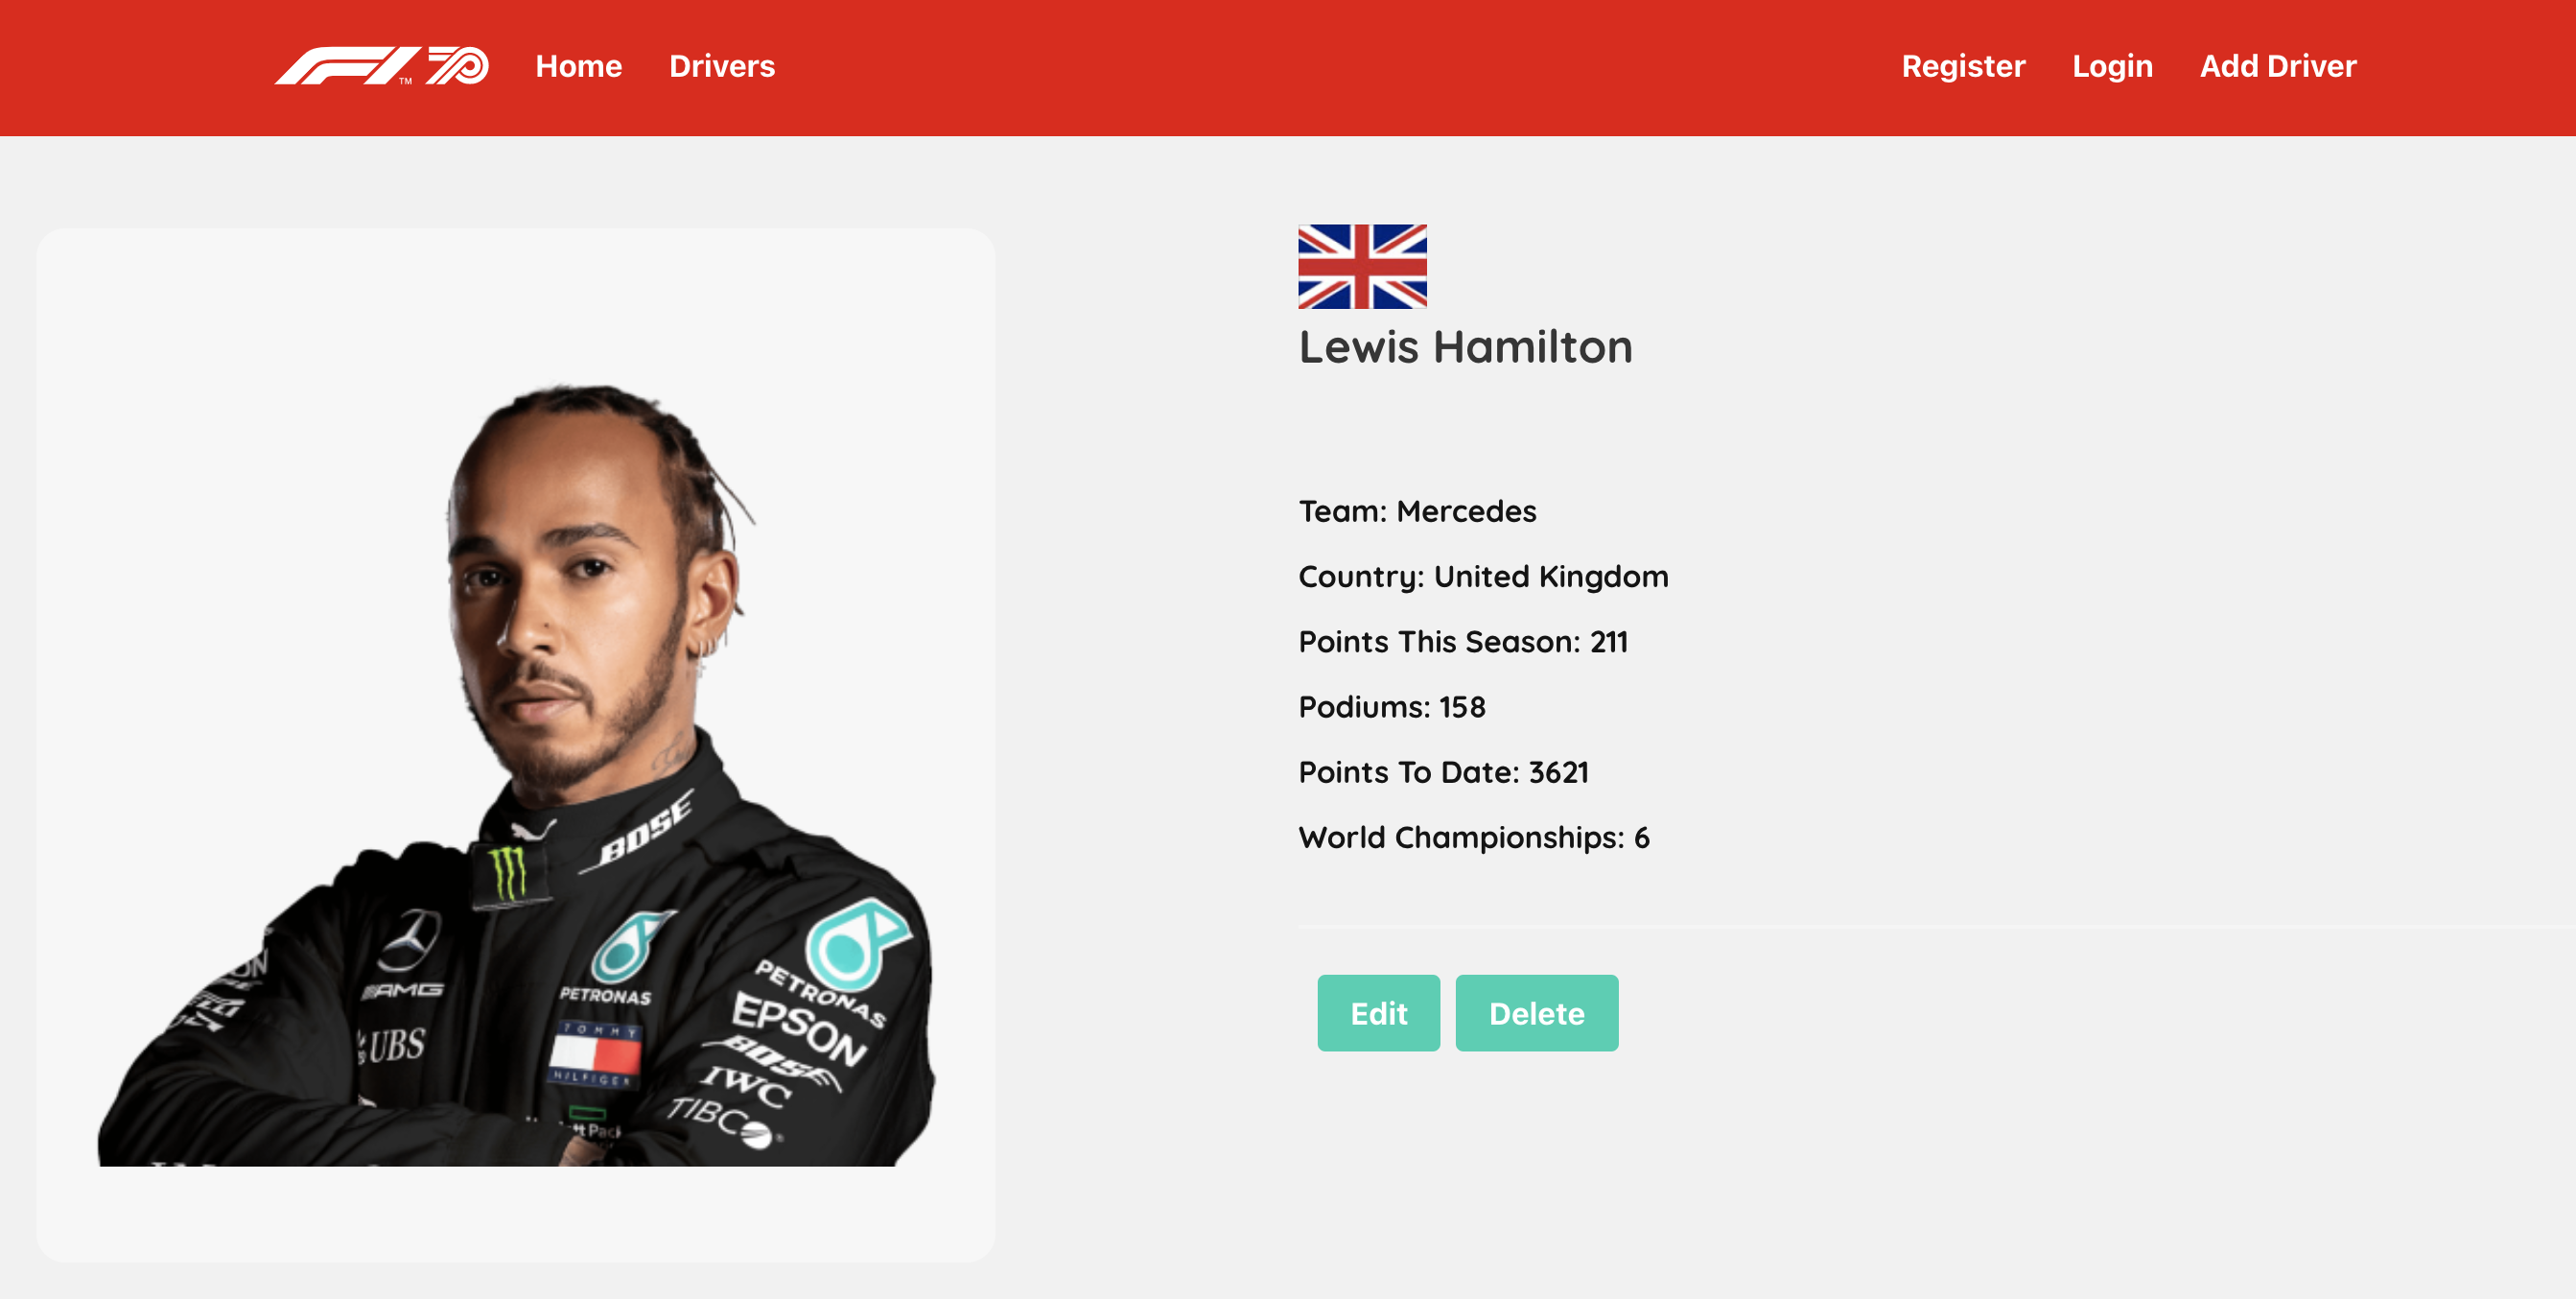 F1 70 TM
Home
Drivers
Register
Login
Add Driver
Lewis Hamilton
Team: Mercedes
Country: United Kingdom
Points This Season: 211
Podiums: 158
Points To Date: 3621
World Championships: 6
Edit
Delete
BOSE
AMG
UBS
PETRONAS
TOMMY
HILFIGER
PETRONAS
EPSON
BOSE
IWC
TIBCO